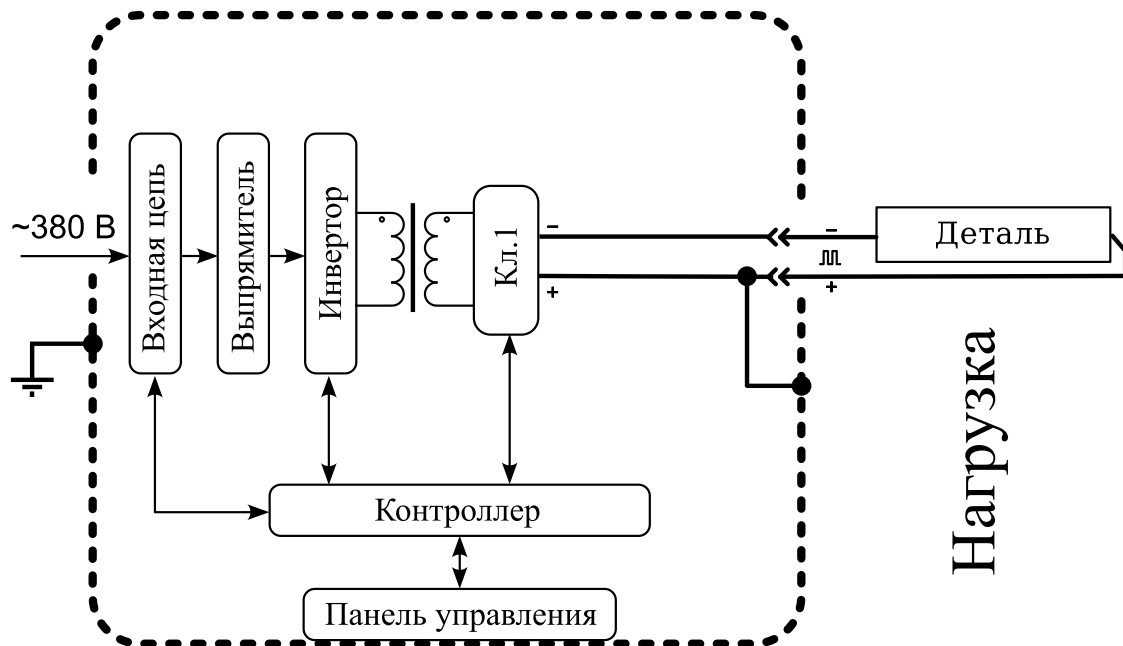 ~380 В
Входная цепь
Выпрямитель
Инвертор
Кл.1
-
+
-
+
Деталь
Нагрузка
Контроллер
Панель управления